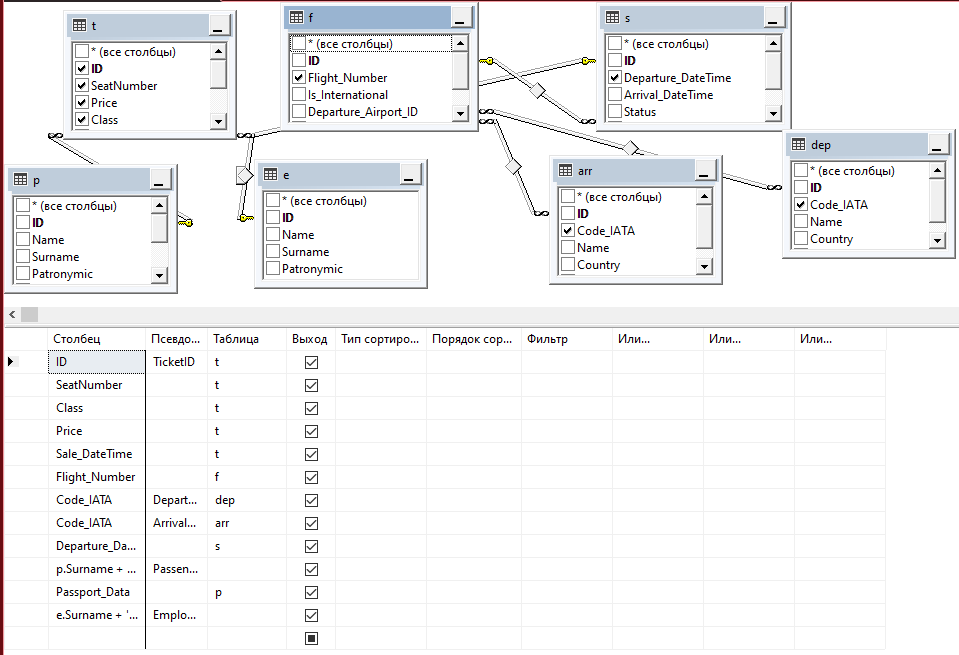 t
* (все столбцы)
ID
SeatNumber
Price
Class
f
* (все столбцы)
ID
Flight_Number
Is_International
Departure_Airport_ID
s
* (все столбцы)
ID
Departure_DateTime
Arrival_DateTime
Status
p
* (все столбцы)
ID
Name
Surname
Patronymic
e
* (все столбцы)
ID
Name
Surname
Patronymic
arr
* (все столбцы)
ID
Code_IATA
Name
Country
dep
* (все столбцы)
ID
Code_IATA
Name
Country
Столбец Псевдо... Таблица Выход Тип сортиро... Порядок сор... Фильтр Или... Или... Или...
ID TicketID t
SeatNumber t
Class t
Price t
Sale_DateTime t
Flight_Number f
Code_IATA Depart... dep
Code_IATA Arrival... arr
Departure_Da... s
p.Surname + ... Passen...
Passport_Data p
e.Surname + '... Emplo...